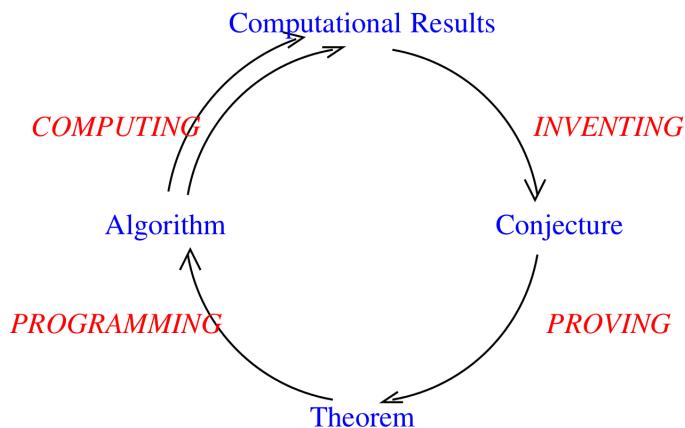 Computational Results
COMPUTING
INVENTING
Algorithm
Conjecture
PROGRAMMING
PROVING
Theorem